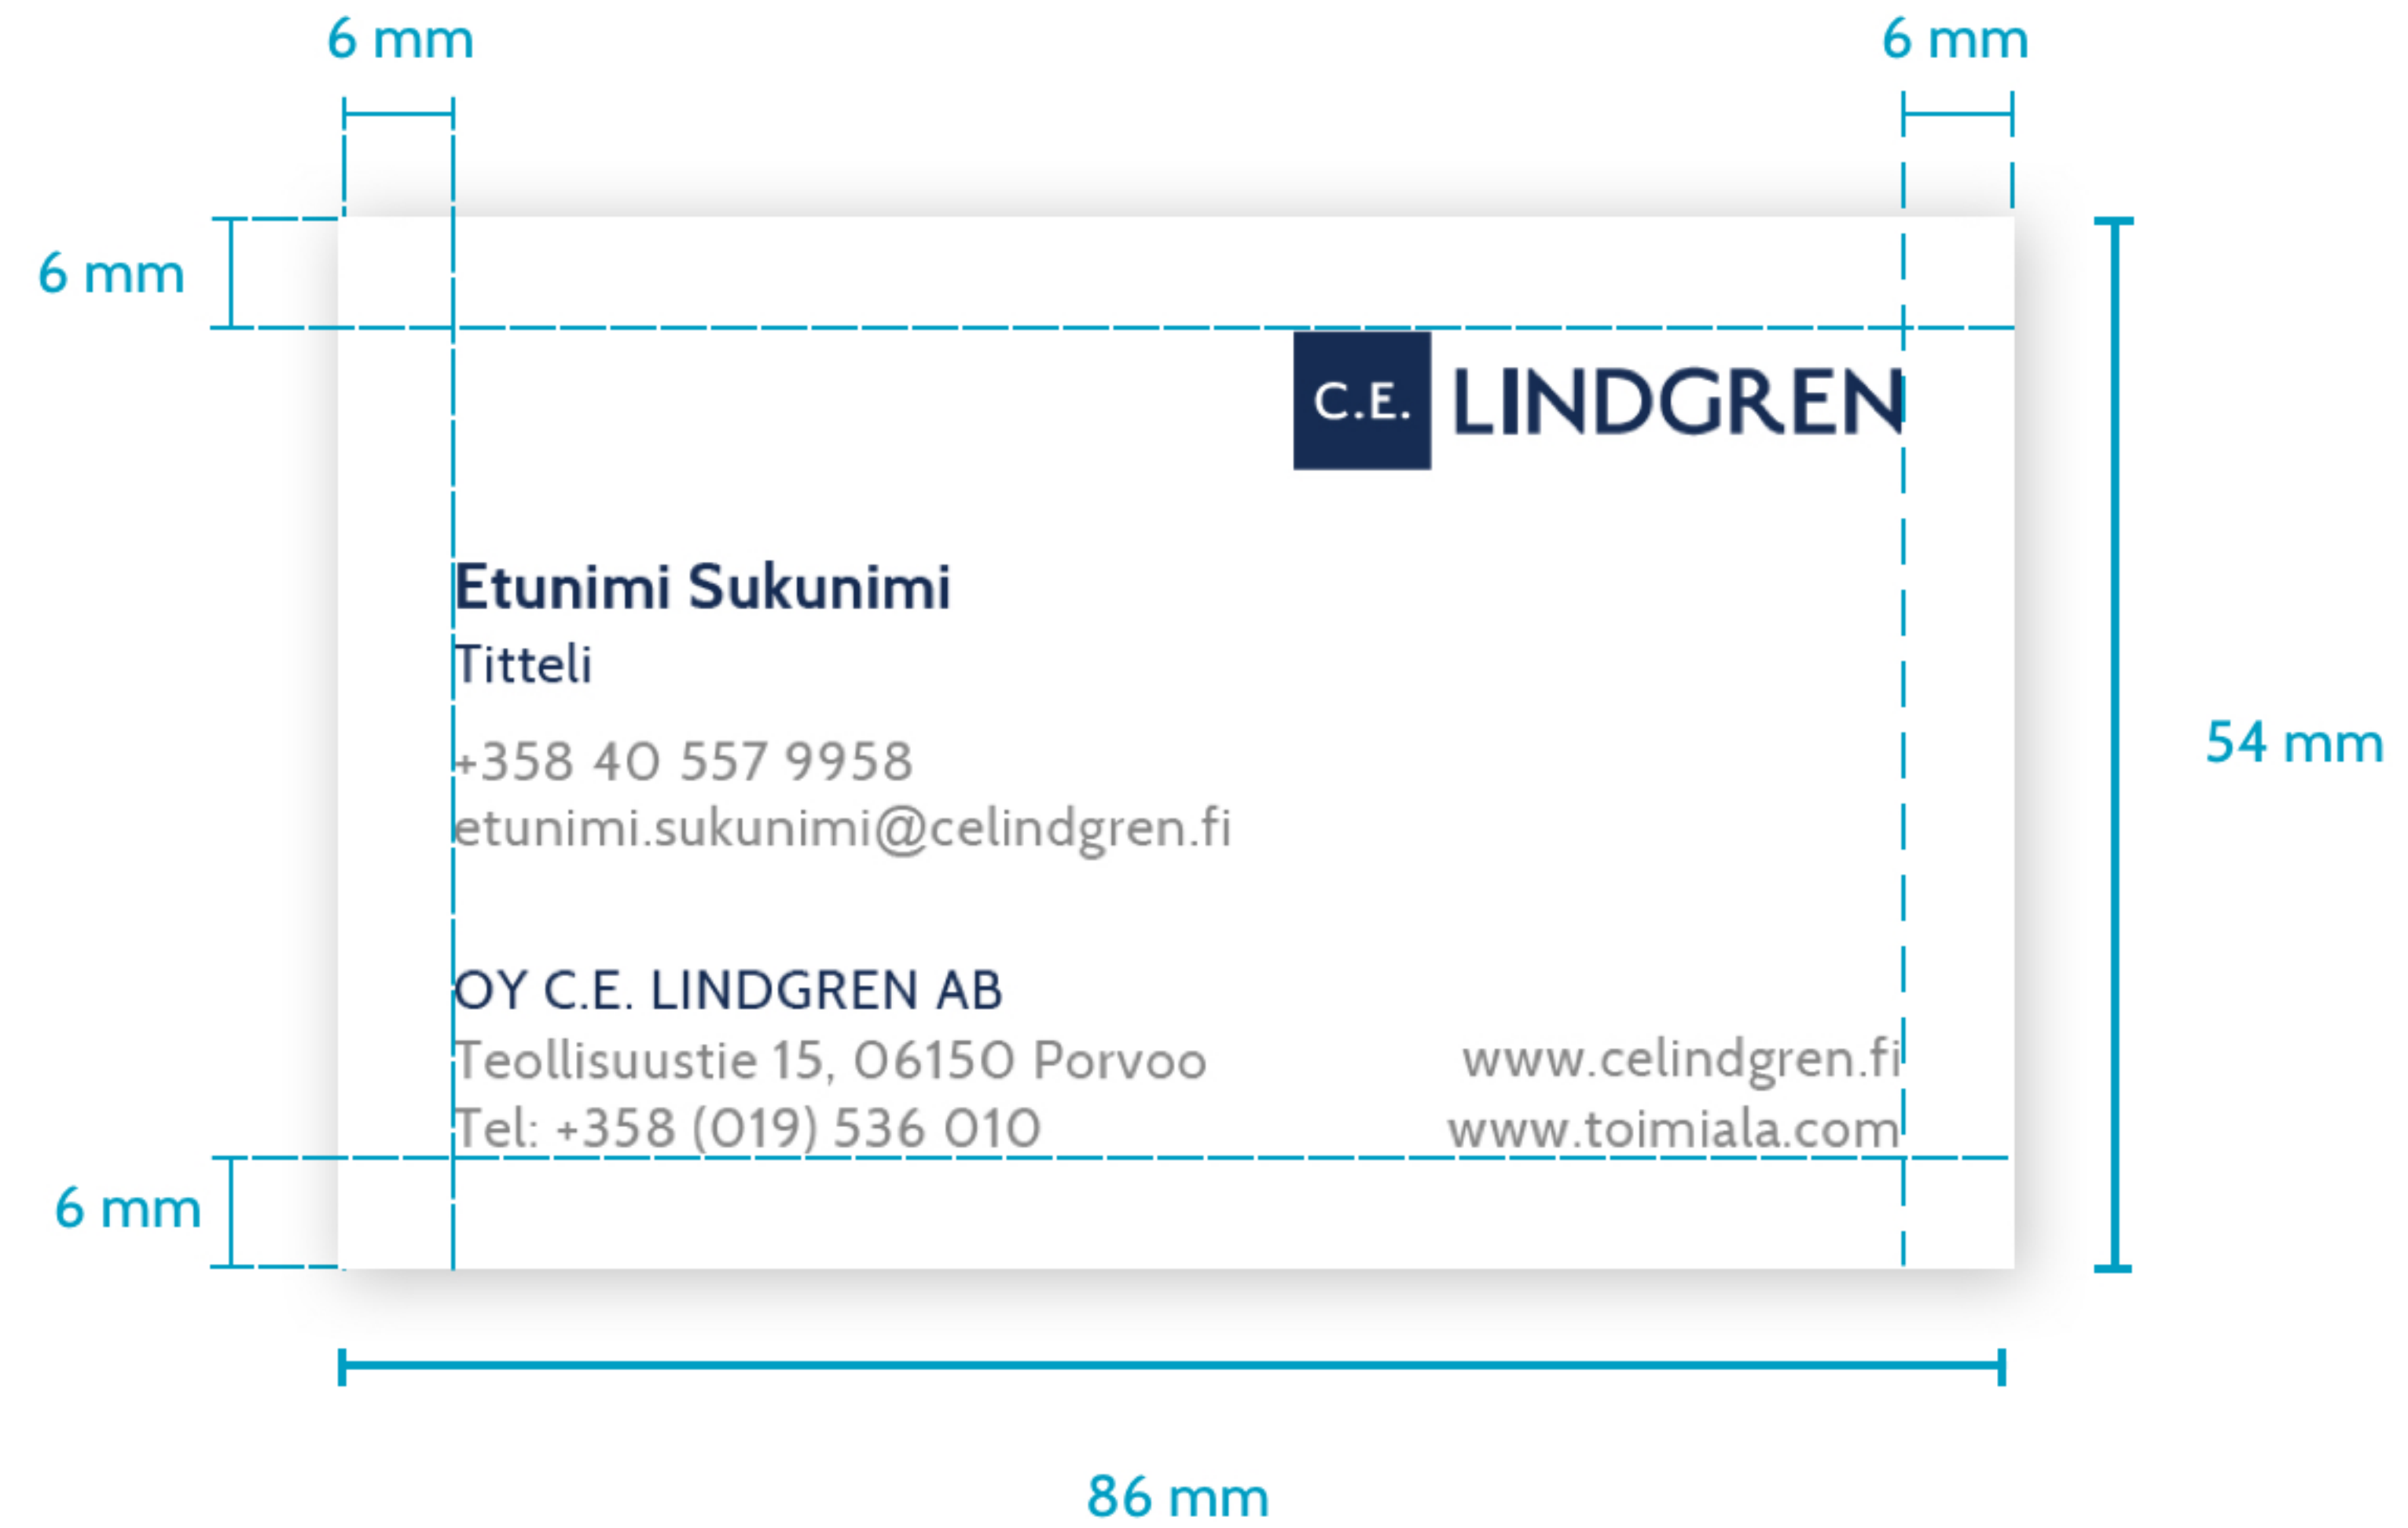 6 mm
6 mm
6 mm
C.E. LINDGREN
Etunimi Sukunimi
Titteli
+358 40 557 9958
etunimi.sukunimi@celindgren.fi
54 mm
OY C.E. LINDGREN AB
Teollisuustie 15, 06150 Porvoo
Tel: +358 (019) 536 010
www.celindgren.fi
www.toimiala.com
6 mm
86 mm